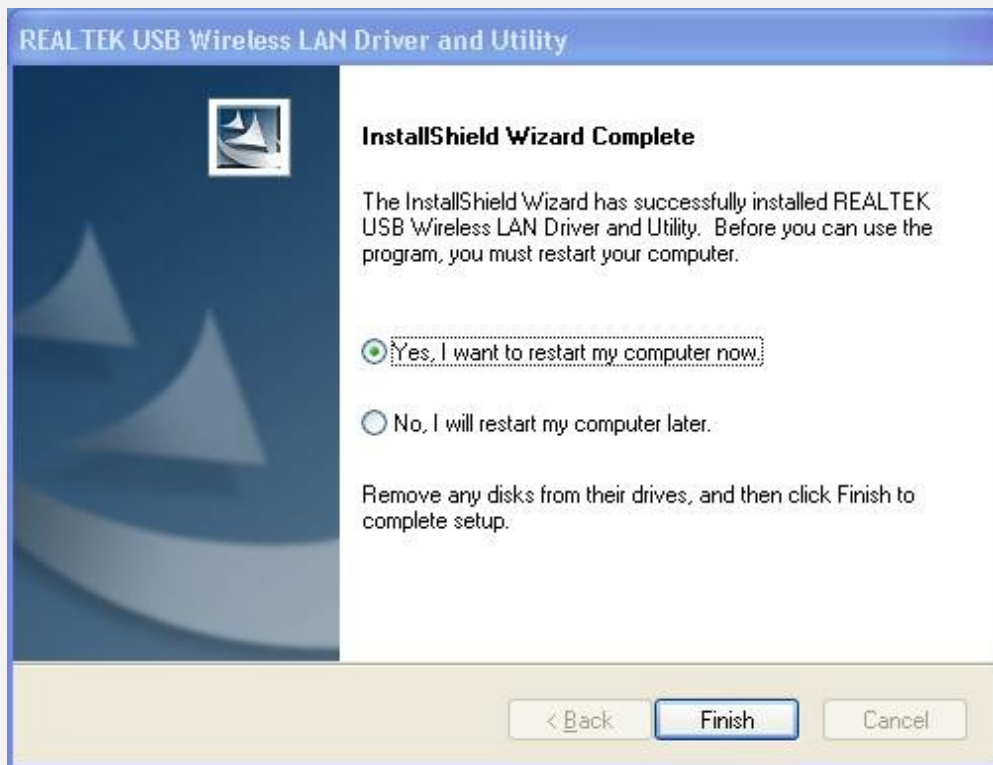 REALTEK USB Wireless LAN Driver and Utility
InstallShield Wizard Complete
The InstallShield Wizard has successfully installed REALTEK
USB Wireless LAN Driver and Utility.  Before you can use the
program, you must restart your computer.
Yes, I want to restart my computer now.
No, I will restart my computer later.
Remove any disks from their drives, and then click Finish to
complete setup.
< Back Finish Cancel